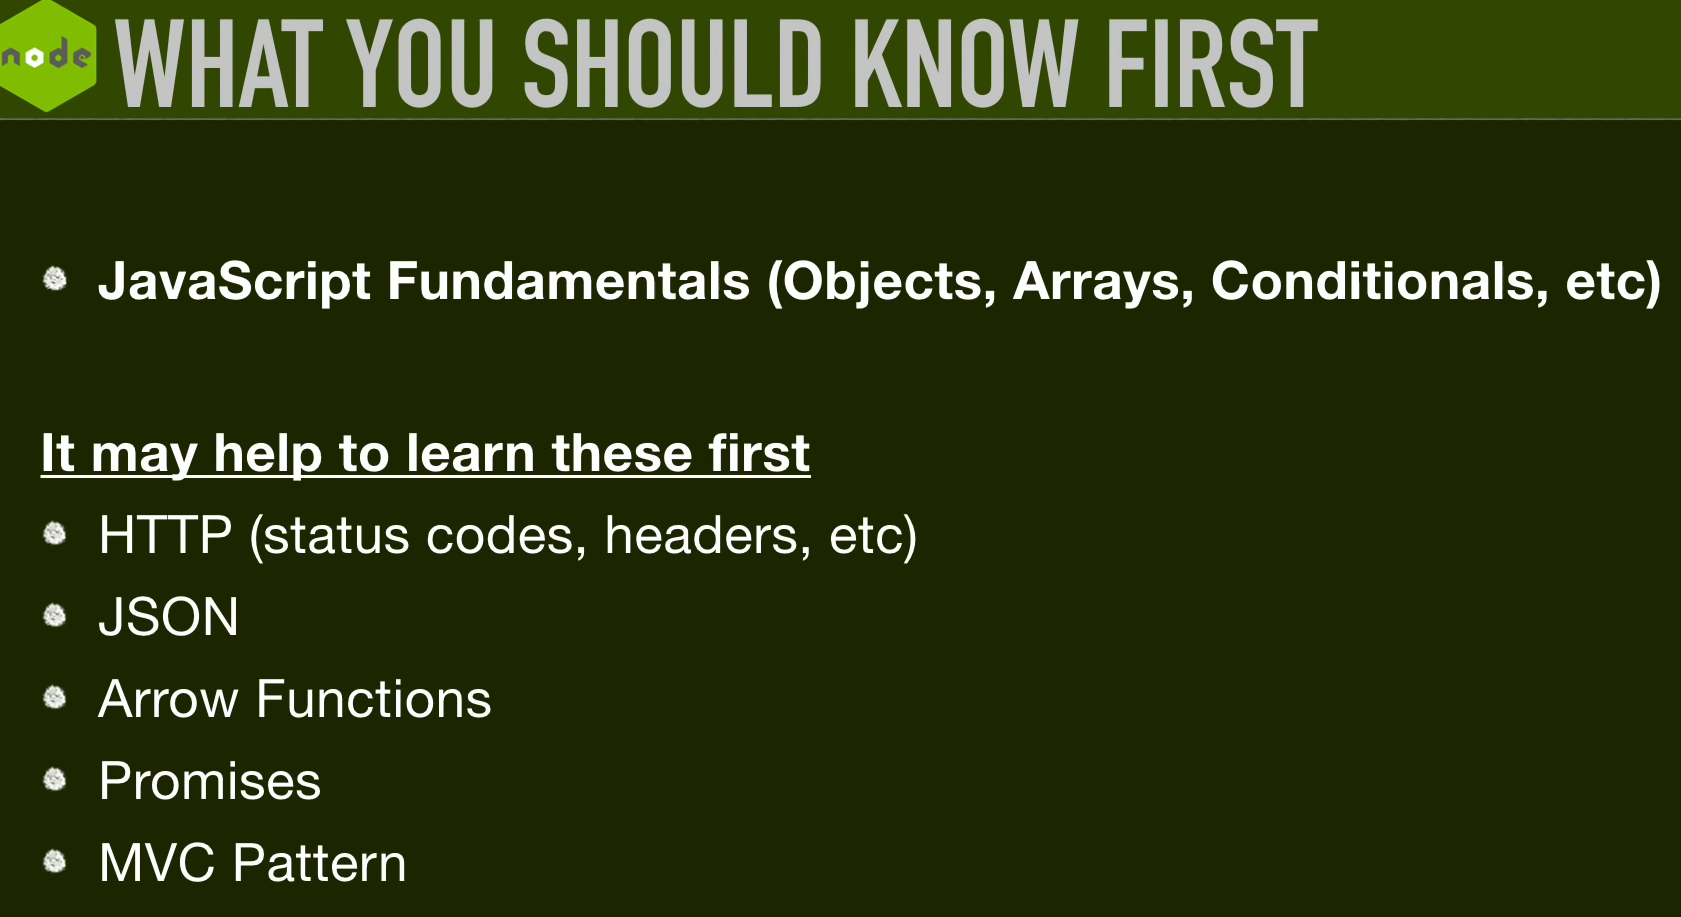 node
WHAT YOU SHOULD KNOW FIRST
JavaScript Fundamentals (Objects, Arrays, Conditionals, etc)
It may help to learn these first
HTTP (status codes, headers, etc)
JSON
Arrow Functions
Promises
MVC Pattern